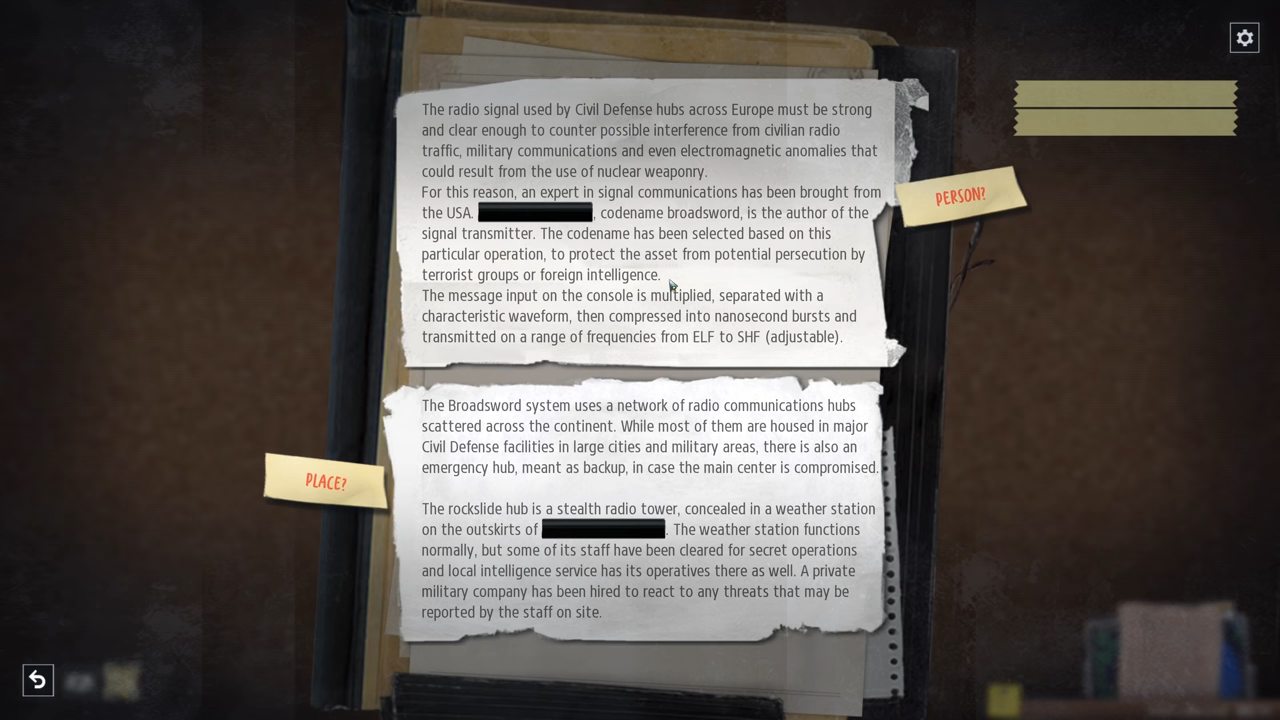 The radio signal used by Civil Defense hubs across Europe must be strong
and clear enough to counter possible interference from civilian radio
traffic, military communications and even electromagnetic anomalies that
could result from the use of nuclear weaponry.
For this reason, an expert in signal communications has been brought from
the USA. , codename broadsword, is the author of the
signal transmitter. The codename has been selected based on this
particular operation, to protect the asset from potential persecution by
terrorist groups or foreign intelligence.
The message input on the console is multiplied, separated with a
characteristic waveform, then compressed into nanosecond bursts and
transmitted on a range of frequencies from ELF to SHF (adjustable).
PERSON?
The Broadsword system uses a network of radio communications hubs
scattered across the continent. While most of them are housed in major
Civil Defense facilities in large cities and military areas, there is also an
emergency hub, meant as backup, in case the main center is compromised.
PLACE?
The rockslide hub is a stealth radio tower, concealed in a weather station
on the outskirts of . The weather station functions
normally, but some of its staff have been cleared for secret operations
and local intelligence service has its operatives there as well. A private
military company has been hired to react to any threats that may be
reported by the staff on site.